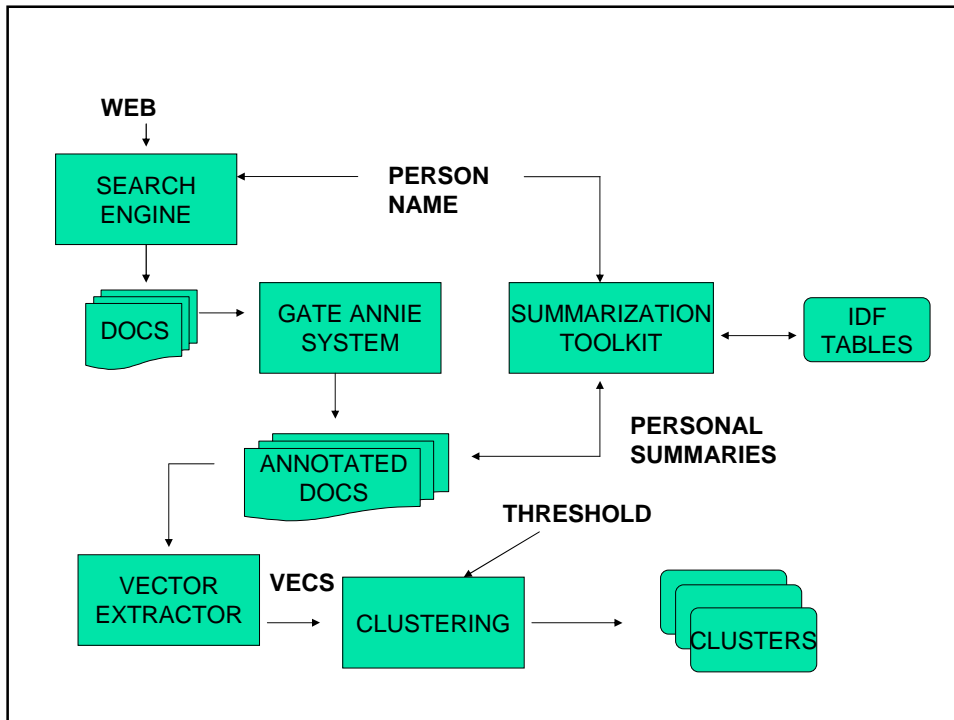 WEB
SEARCH
ENGINE
PERSON
NAME
DOCS
GATE ANNIE
SYSTEM
SUMMARIZATION
TOOLKIT
IDF
TABLES
PERSONAL
SUMMARIES
ANNOTATED
DOCS
THRESHOLD
VECTOR
EXTRACTOR
VECS
CLUSTERING
CLUSTERS